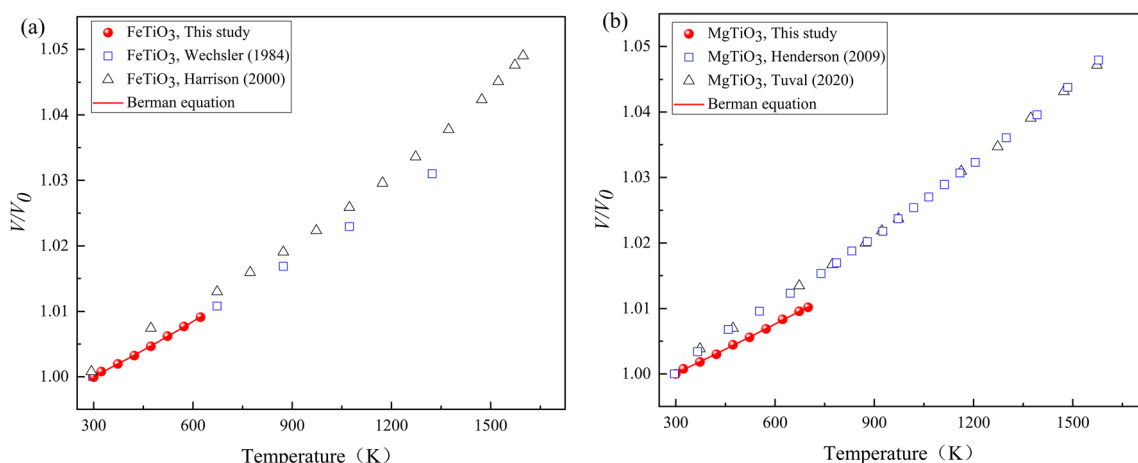 (a)
FeTiO3, This study
FeTiO3, Wechsler (1984)
FeTiO3, Harrison (2000)
Berman equation
1.05
1.04
1.03
1.02
1.01
1.00
V/V0
300
600
900
1200
1500
Temperature（K）
(b)
MgTiO3, This study
MgTiO3, Henderson (2009)
MgTiO3, Tuval (2020)
Berman equation
1.05
1.04
1.03
1.02
1.01
1.00
V/V0
300
600
900
1200
1500
Temperature（K）